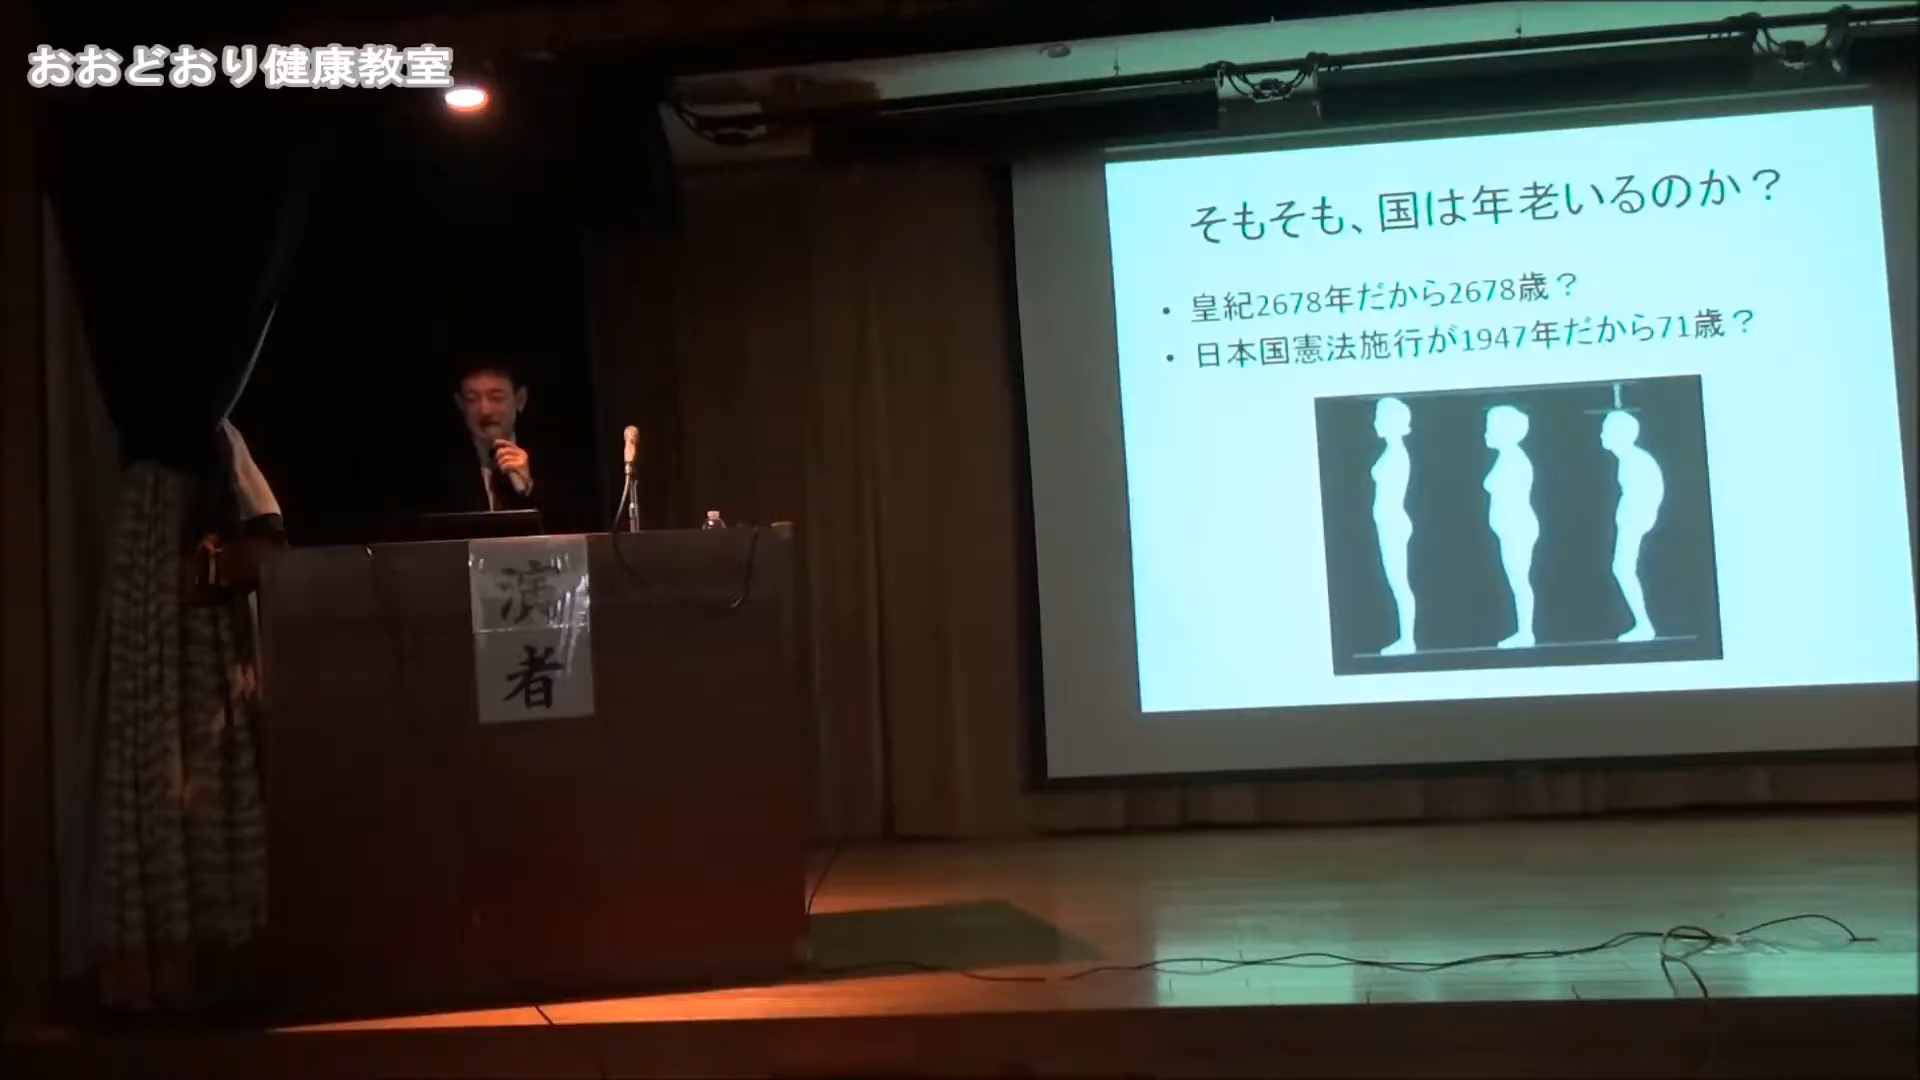 おおどおり健康教室
そもそも、国は年老いるのか？
• 皇紀2678年だから2678歳？
• 日本国憲法施行が1947年だから71歳？
演者